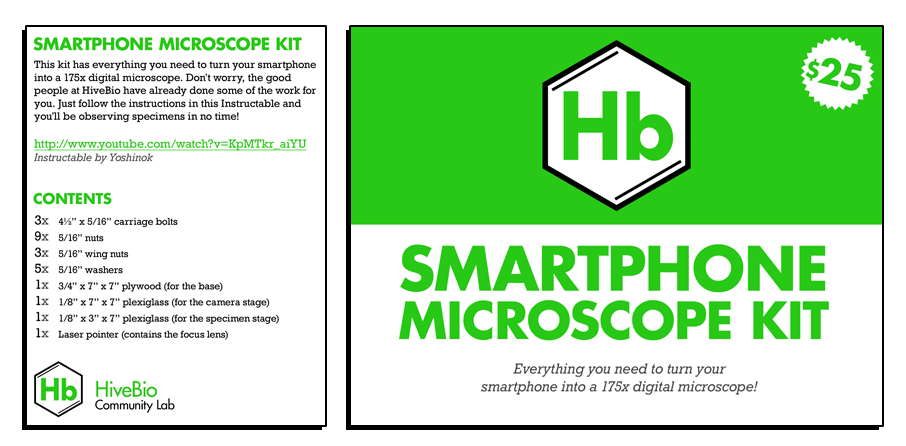 SMARTPHONE MICROSCOPE KIT
This kit has everything you need to turn your smartphone
into a 175x digital microscope. Don't worry, the good
people at HiveBio have already done some of the work for
you. Just follow the instructions in this Instructable and
you'll be observing specimens in no time!
http://www.youtube.com/watch?v=KpMTkr_aiYU
Instructable by Yoshinok
CONTENTS
3x 4½” x 5/16” carriage bolts
9x 5/16” nuts
3x 5/16” wing nuts
5x 5/16” washers
1x 3/4” x 7” x 7” plywood (for the base)
1x 1/8” x 7” x 7” plexiglass (for the camera stage)
1x 1/8” x 3” x 7” plexiglass (for the specimen stage)
1x Laser pointer (contains the focus lens)
Hb
HiveBio
Community Lab
Hb
$25
SMARTPHONE
MICROSCOPE KIT
Everything you need to turn your
smartphone into a 175x digital microscope!